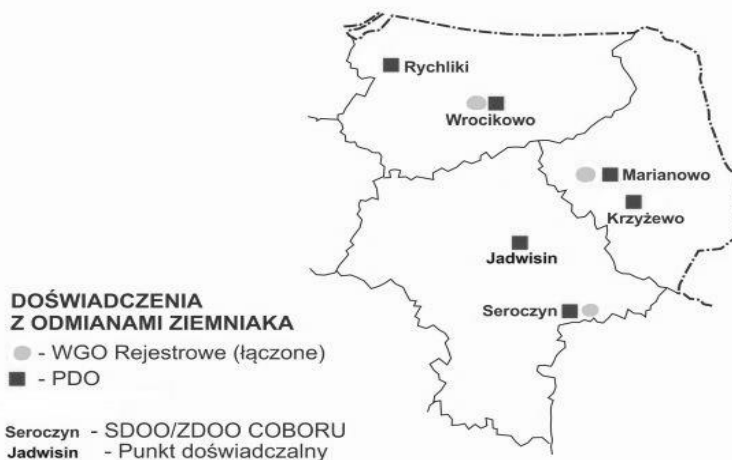 Rychliki
Wrocikowo
Marianowo
Krzyżewo
Jadwisin
Seroczyn
DOŚWIADCZENIA
Z ODMIANAMI ZIEMNIAKA
- WGO Rejestrowe (łączone)
- PDO
Seroczyn - SDOO/ZDOO COBORU
Jadwisin - Punkt doświadczalny